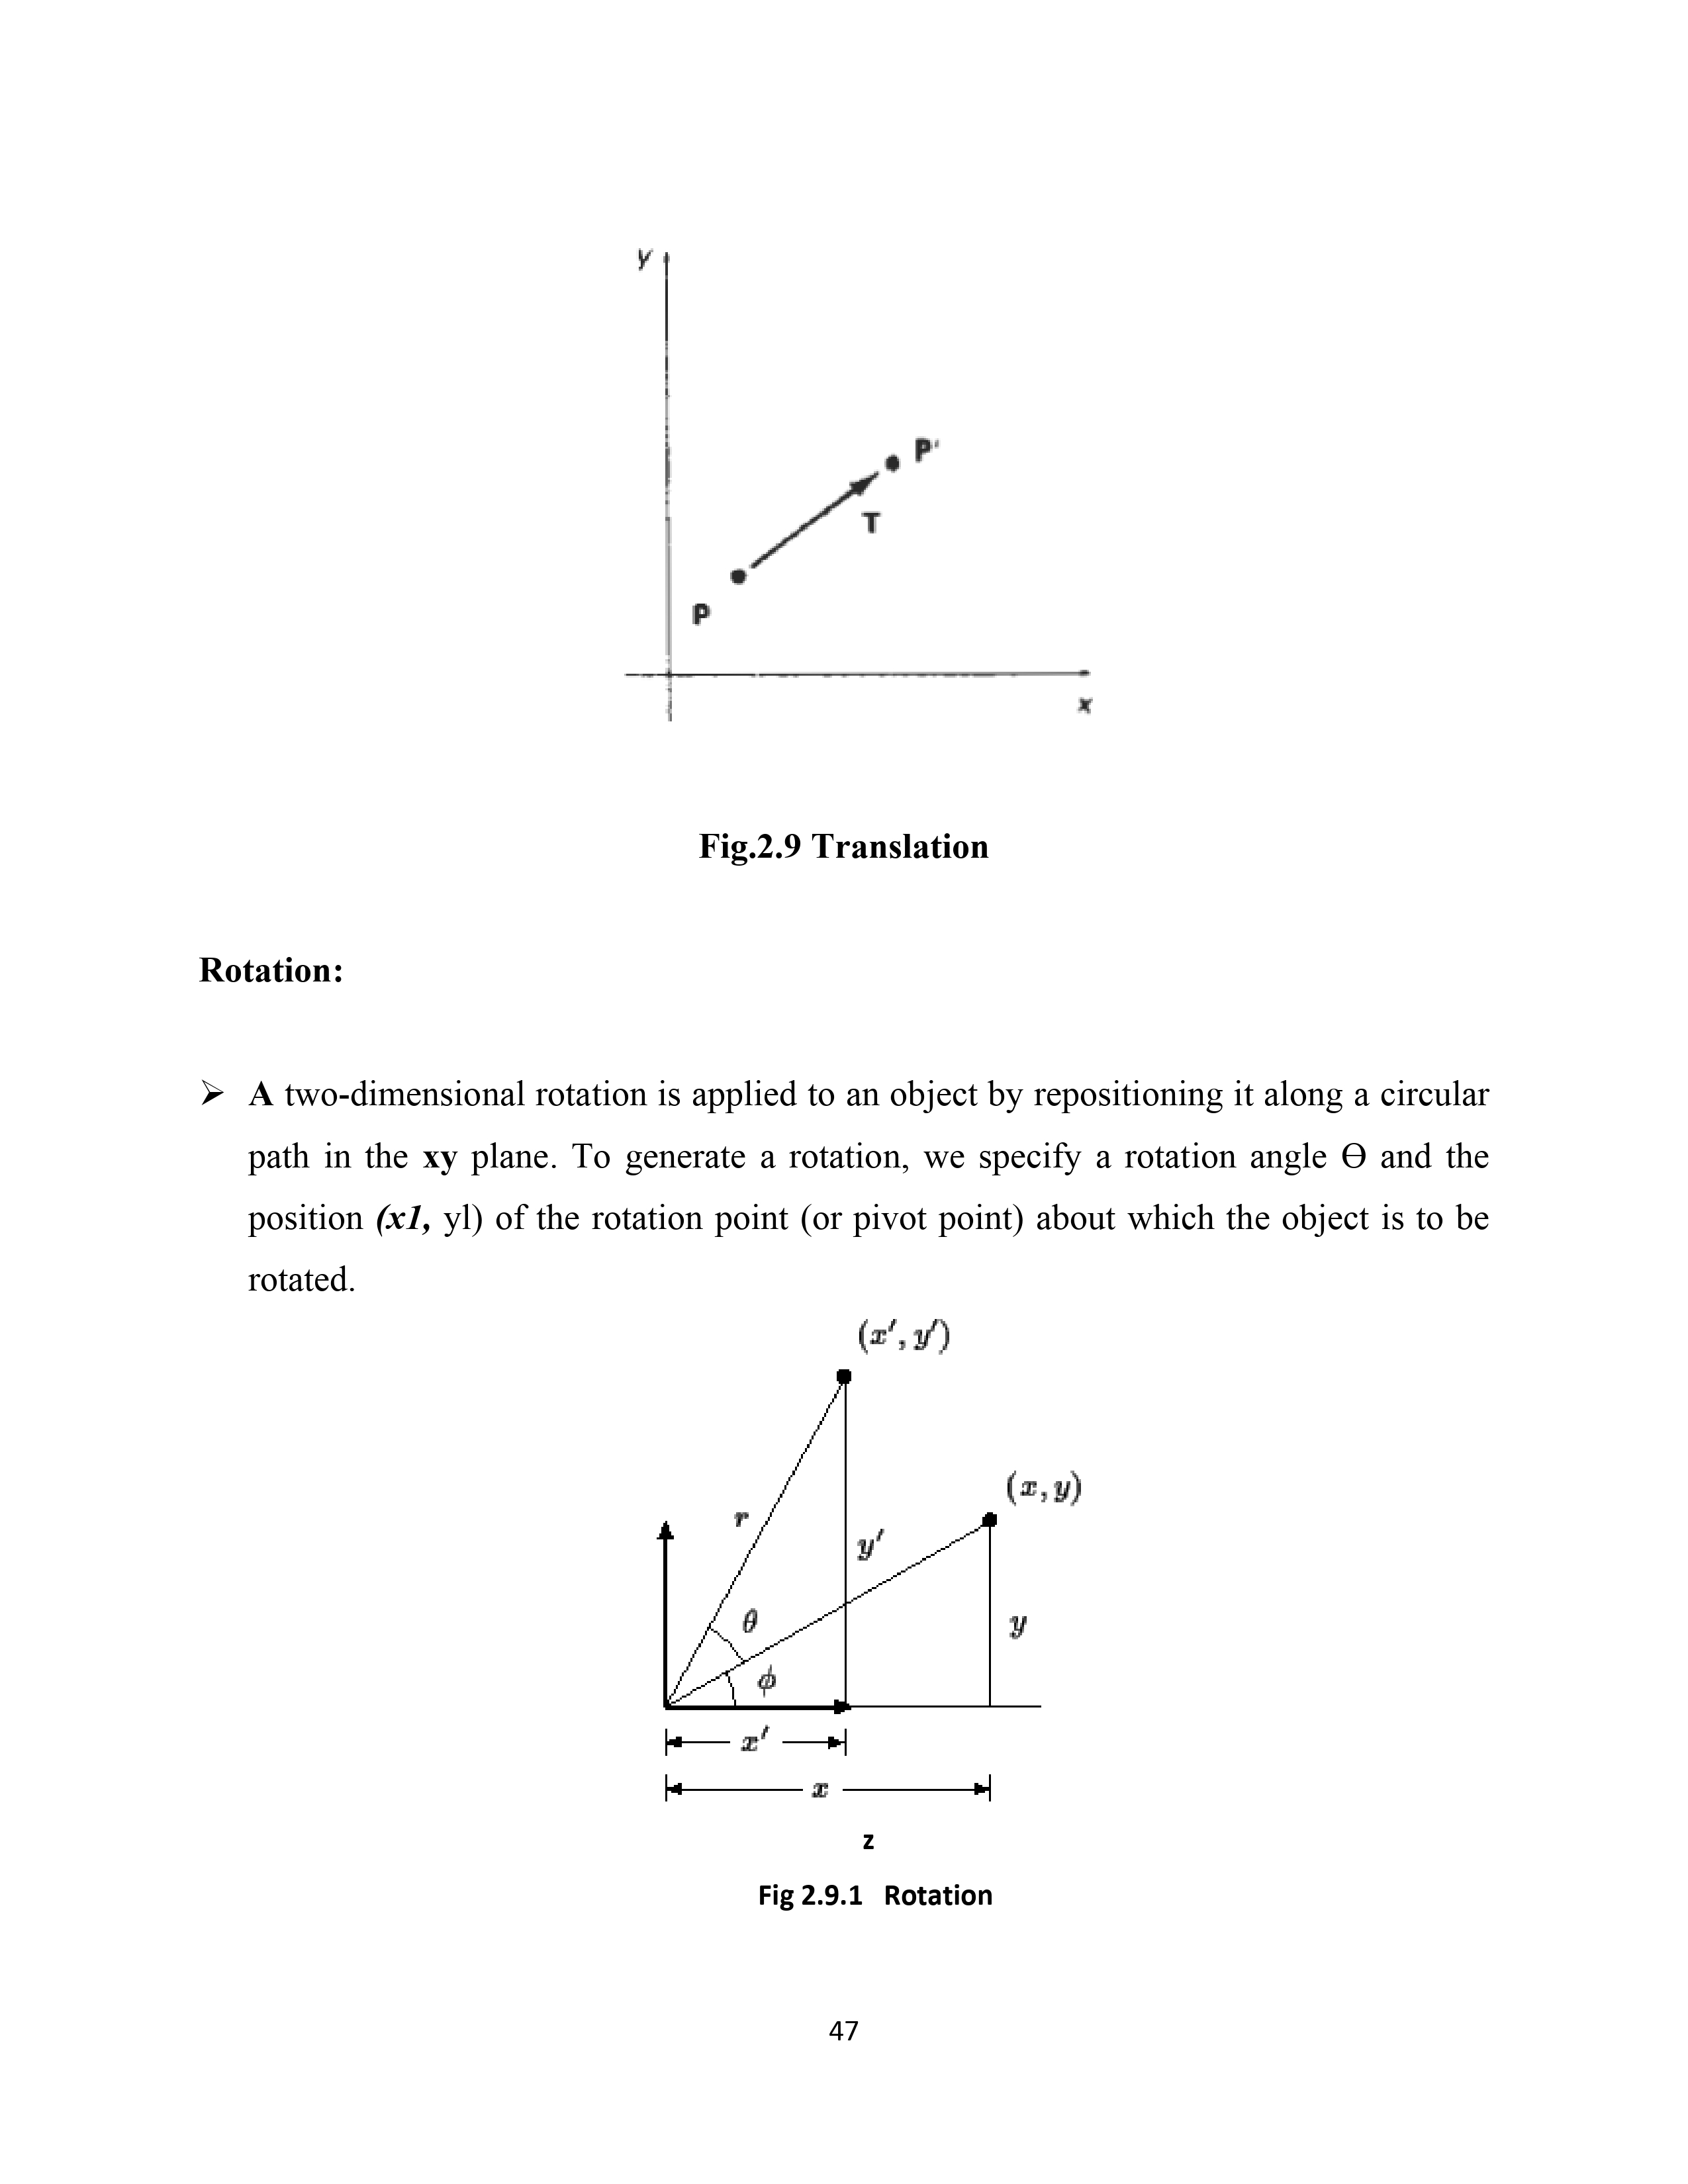 y
P'
T
P
x
Fig.2.9 Translation
Rotation:
➢ A two-dimensional rotation is applied to an object by repositioning it along a circular
path in the xy plane. To generate a rotation, we specify a rotation angle Ɵ and the
position (x1, yl) of the rotation point (or pivot point) about which the object is to be
rotated.
(x′, y′)
(x, y)
r
y′
θ
y
ϕ
x′
x
z
Fig 2.9.1 Rotation
47